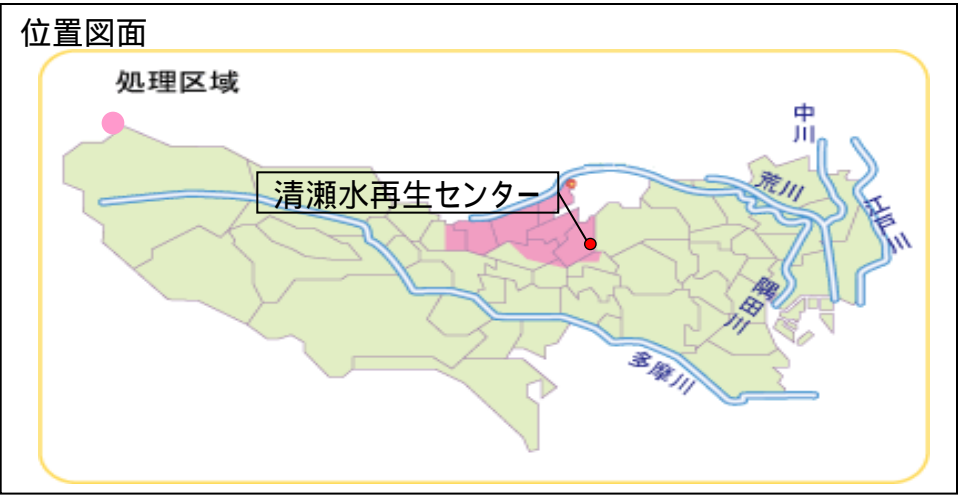 位置図面
処理区域
中川
荒川
江戸川
清瀬水再生センター
隅田川
多摩川